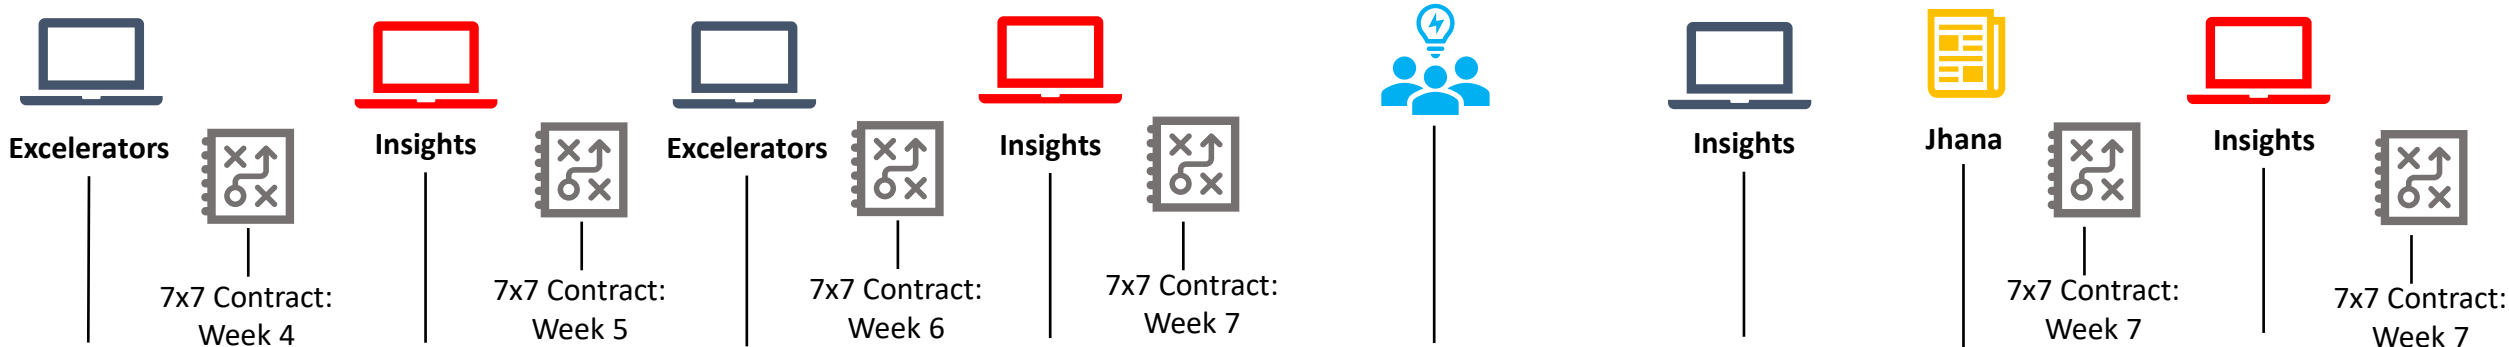 Excelerators
7x7 Contract:
Week 4
Insights
7x7 Contract:
Week 5
Excelerators
7x7 Contract:
Week 6
Insights
7x7 Contract:
Week 7
Insights
Jhana
7x7 Contract:
Week 7
Insights
7x7 Contract:
Week 7